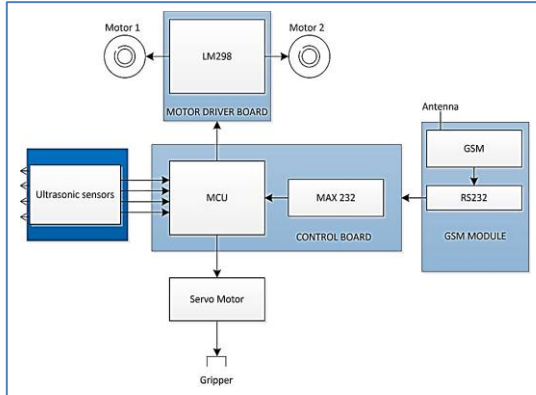 Motor 1
Motor 2
LM298
MOTOR DRIVER BOARD
Antenna
GSM
Ultrasonic sensors
MCU
MAX 232
RS232
CONTROL BOARD
GSM MODULE
Servo Motor
Gripper